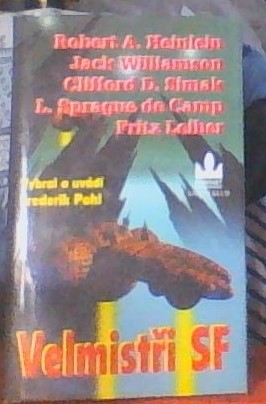 Robert A. Heinlein
Jack Williamson
Clifford D. Simak
L. Sprague de Camp
Fritz Leiber
Vybral a uvádí
Frederik Pohl
Velmistři SF